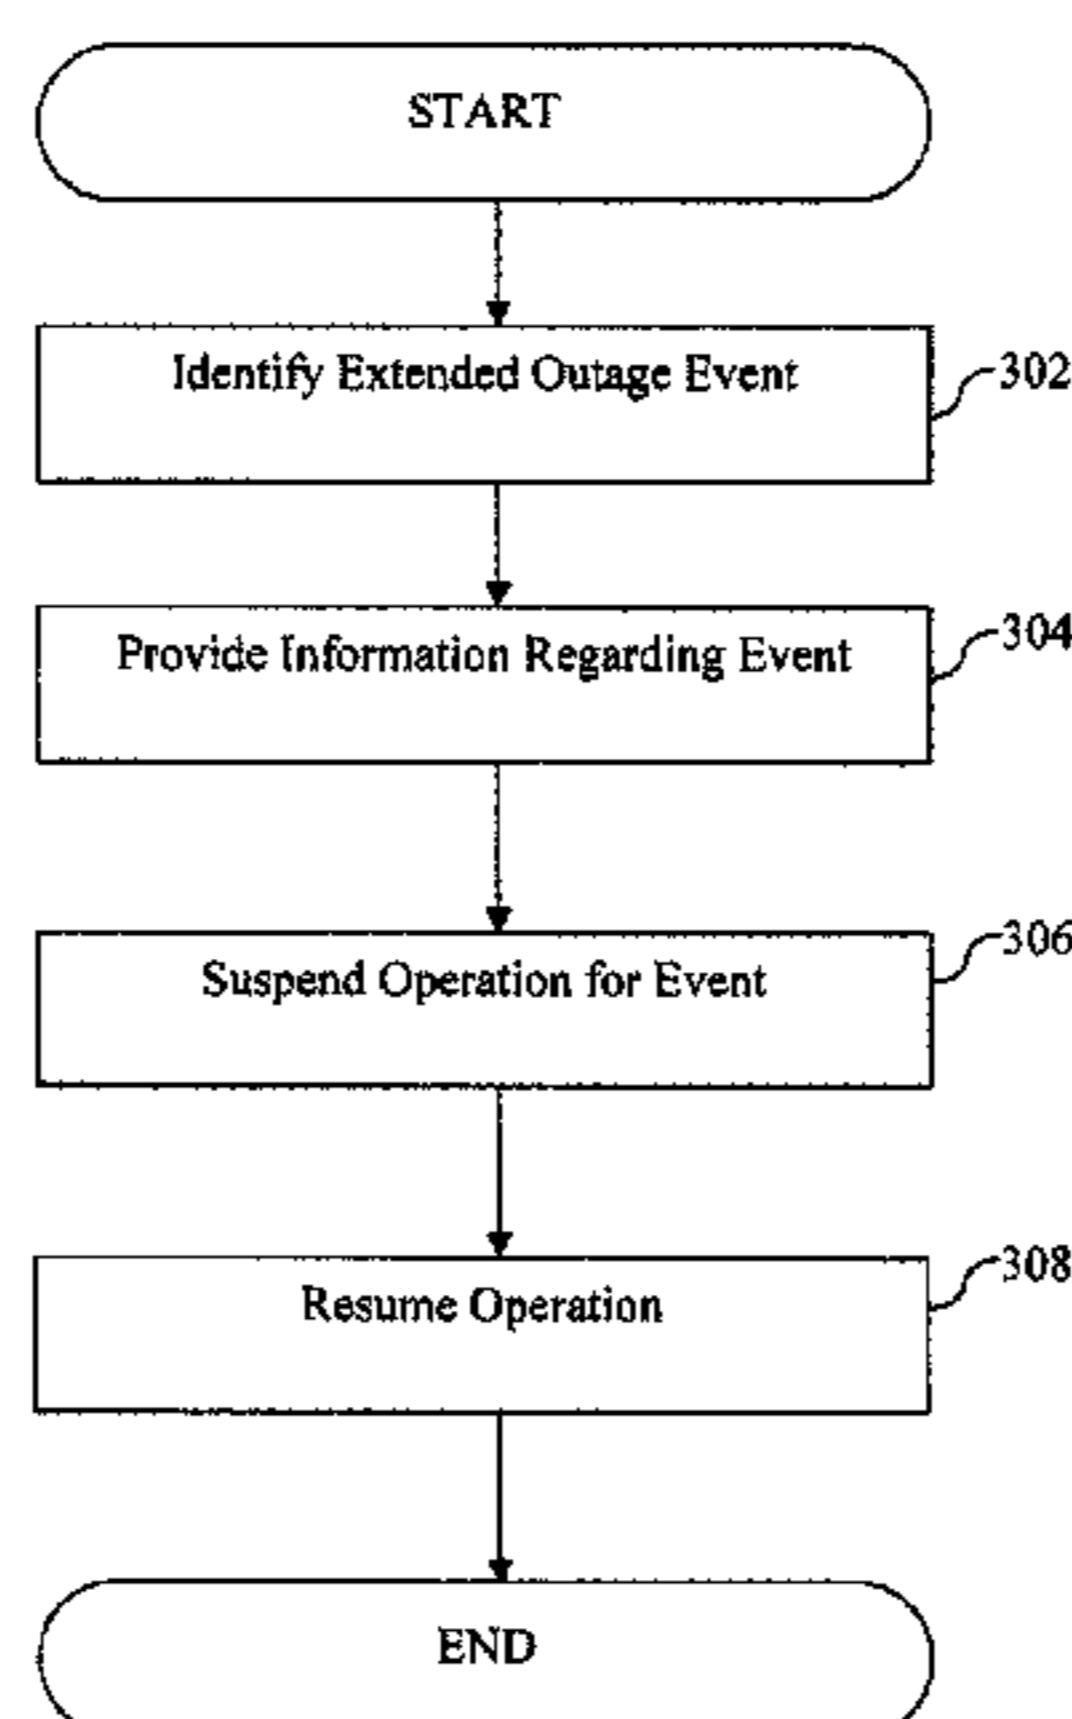 START
Identify Extended Outage Event
302
Provide Information Regarding Event
304
Suspend Operation for Event
306
Resume Operation
308
END